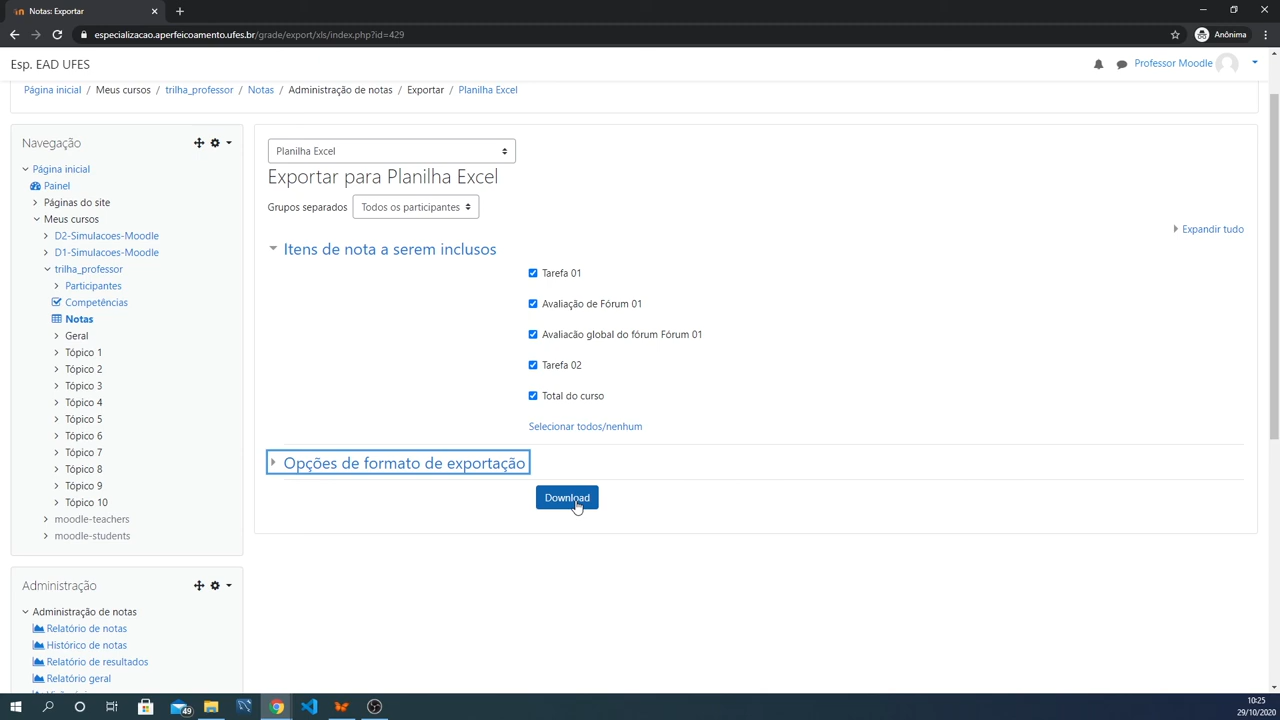 Notas: Exportar
especializacao.aperfeicoamento.ufes.br/grade/export/xls/index.php?id=429
Anônima
Esp. EAD UFES
Professor Moodle
Página inicial / Meus cursos / trilha_professor / Notas / Administração de notas / Exportar / Planilha Excel
Navegação
Página inicial
Painel
Páginas do site
Meus cursos
D2-Simulacoes-Moodle
D1-Simulacoes-Moodle
trilha_professor
Participantes
Competências
Notas
Geral
Tópico 1
Tópico 2
Tópico 3
Tópico 4
Tópico 5
Tópico 6
Tópico 7
Tópico 8
Tópico 9
Tópico 10
moodle-teachers
moodle-students
Administração
Administração de notas
Relatório de notas
Histórico de notas
Relatório de resultados
Relatório geral
Planilha Excel
Exportar para Planilha Excel
Grupos separados Todos os participantes
Expandir tudo
Itens de nota a serem inclusos
Tarefa 01
Avaliação de Fórum 01
Avaliacão global do fórum Fórum 01
Tarefa 02
Total do curso
Selecionar todos/nenhum
Opções de formato de exportação
Download
49
10:25
29/10/2020